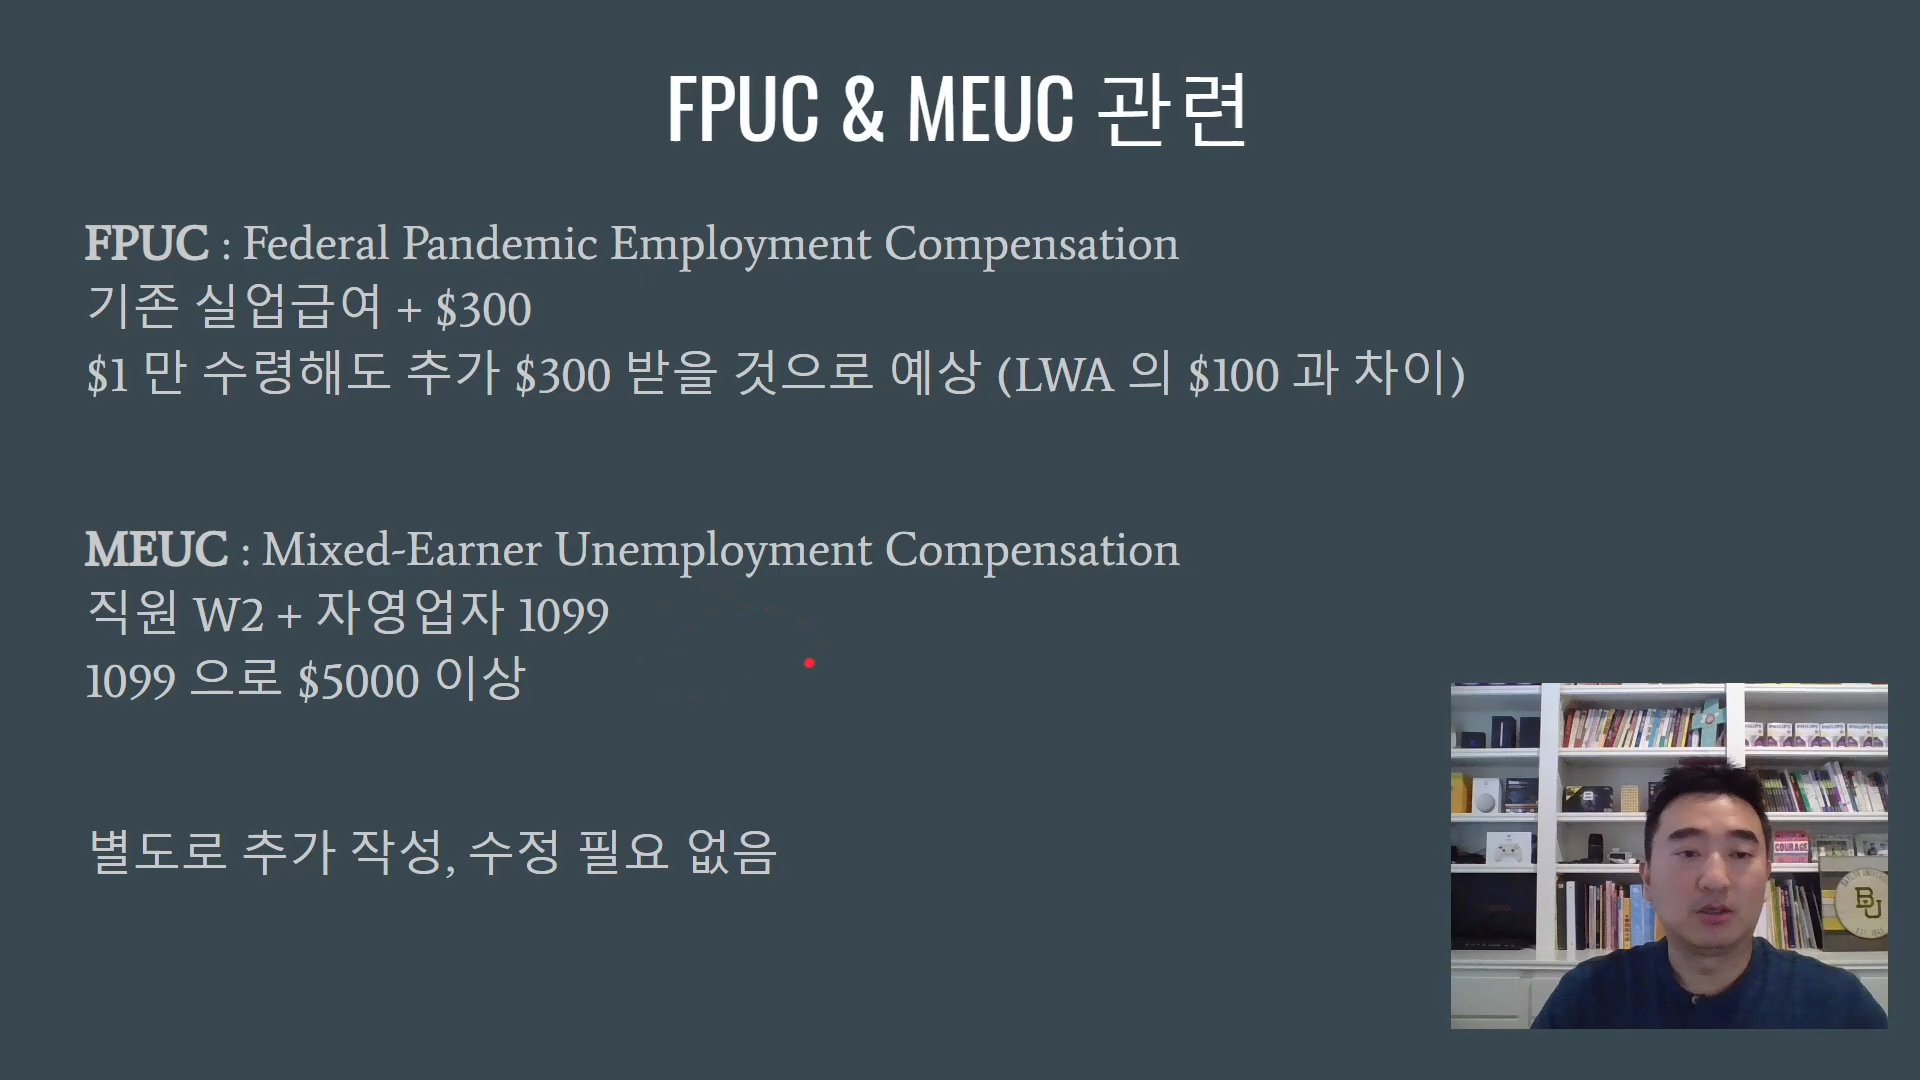 FPUC & MEUC 관련
FPUC : Federal Pandemic Employment Compensation
기존 실업급여 + $300
$1 만 수령해도 추가 $300 받을 것으로 예상 (LWA 의 $100 과 차이)
MEUC : Mixed-Earner Unemployment Compensation
직원 W2 + 자영업자 1099
1099 으로 $5000 이상
별도로 추가 작성, 수정 필요 없음
COURAGE
BU